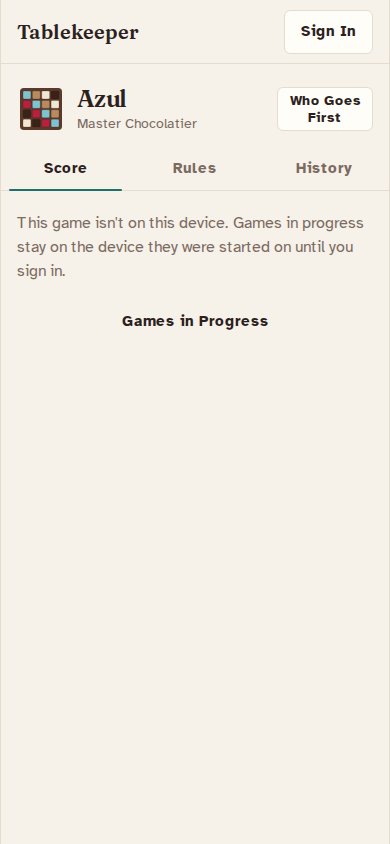 Tablekeeper
Sign In
Azul
Master Chocolatier
Who Goes
First
Score
Rules
History
This game isn't on this device. Games in progress
stay on the device they were started on until you
sign in.
Games in Progress